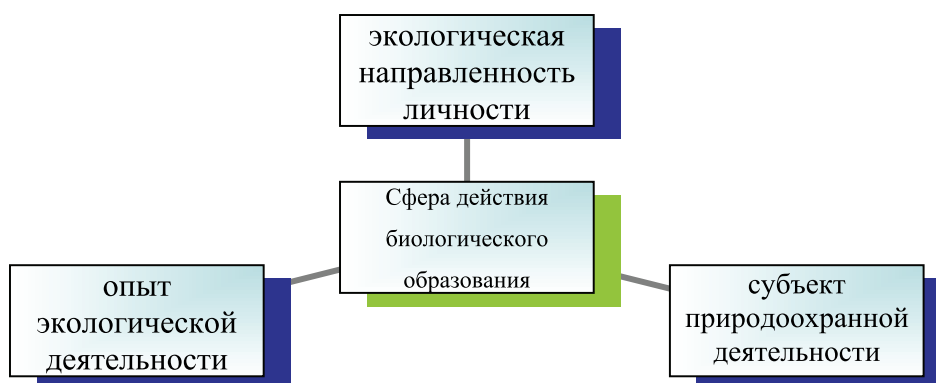 экологическая
направленность
личности
Сфера действия
биологического
образования
опыт
экологической
деятельности
субъект
природоохранной
деятельности